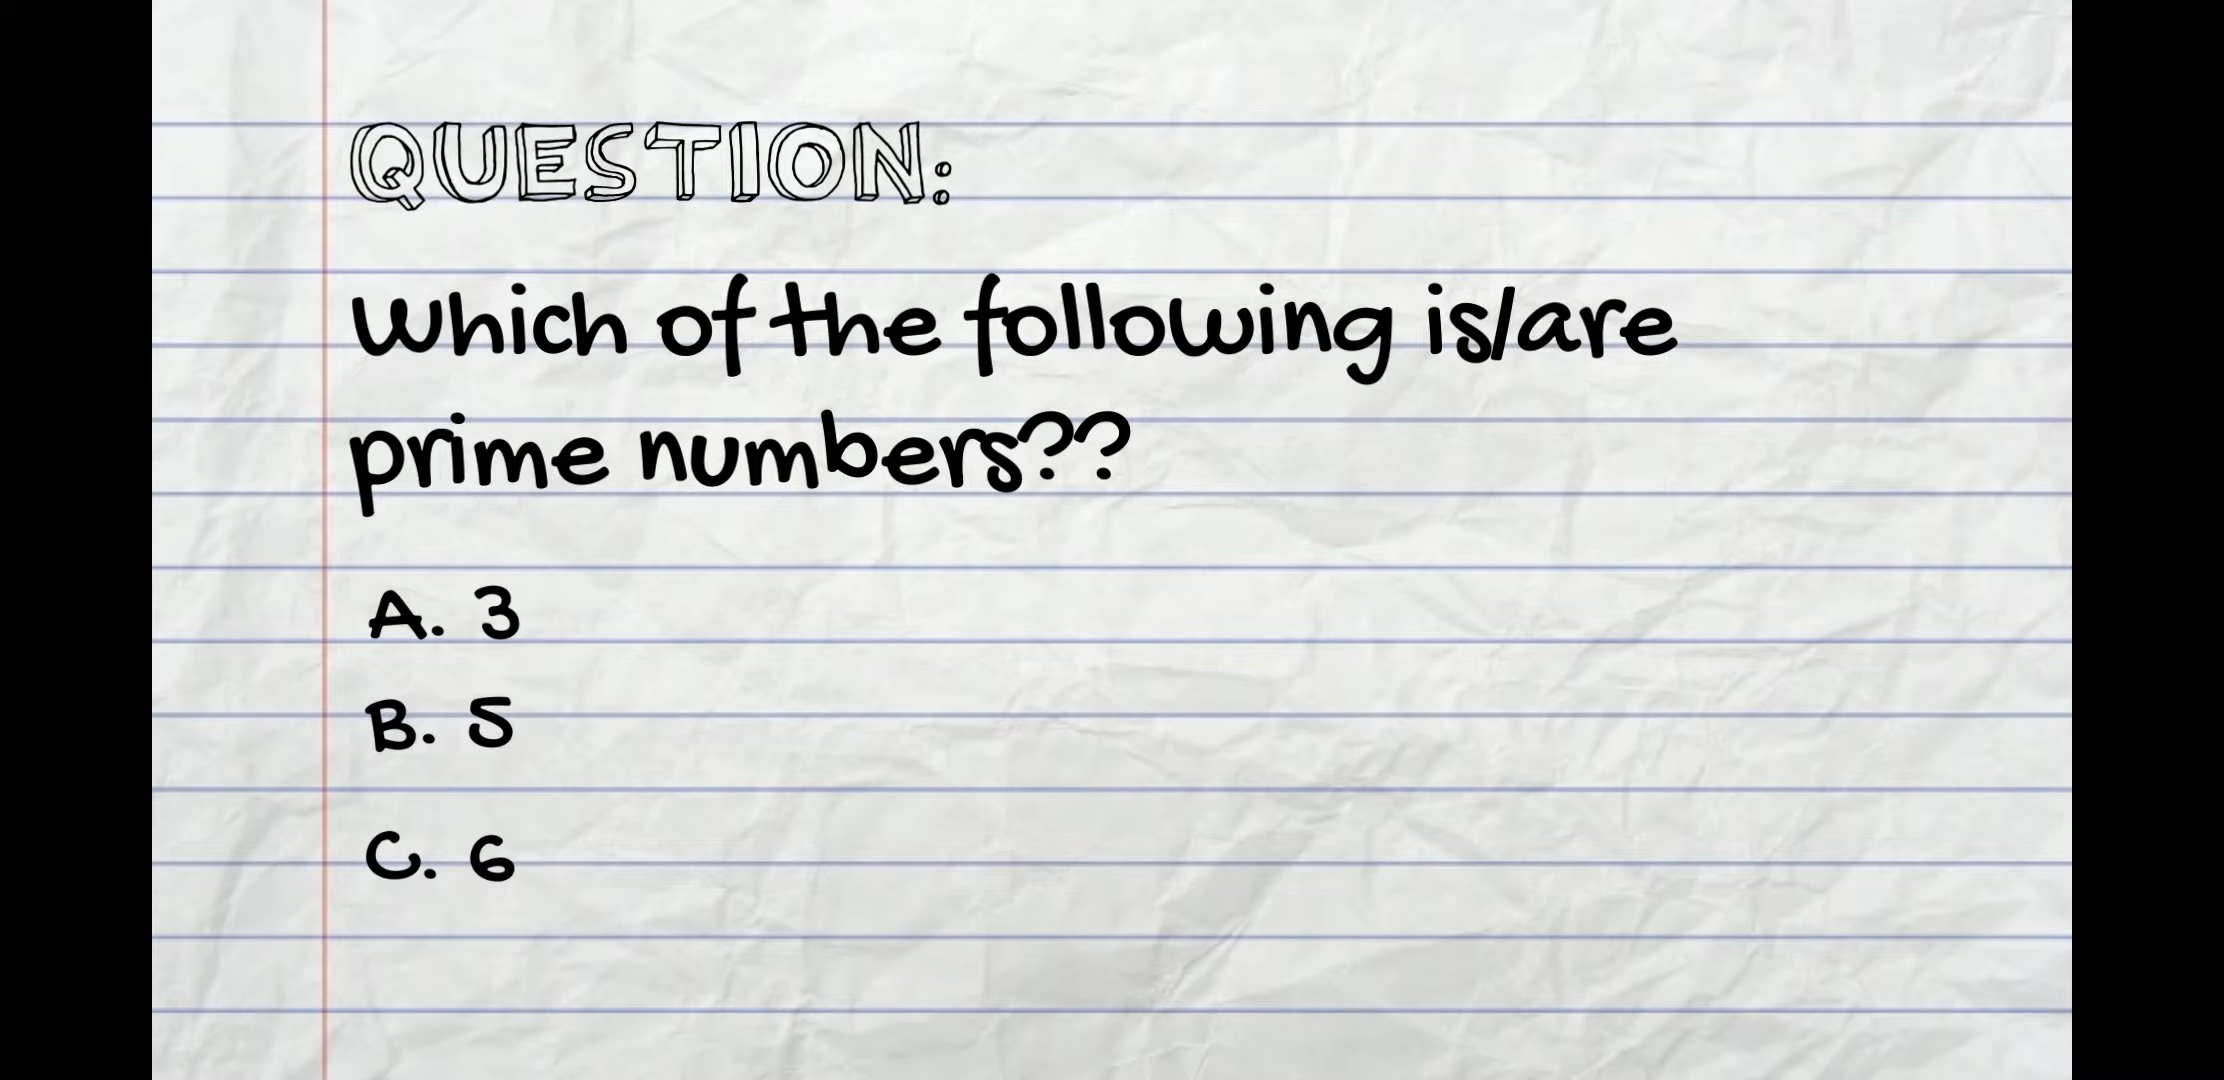 QUESTION:
Which of the following is/are
prime numbers??
A. 3
B. 5
C. 6